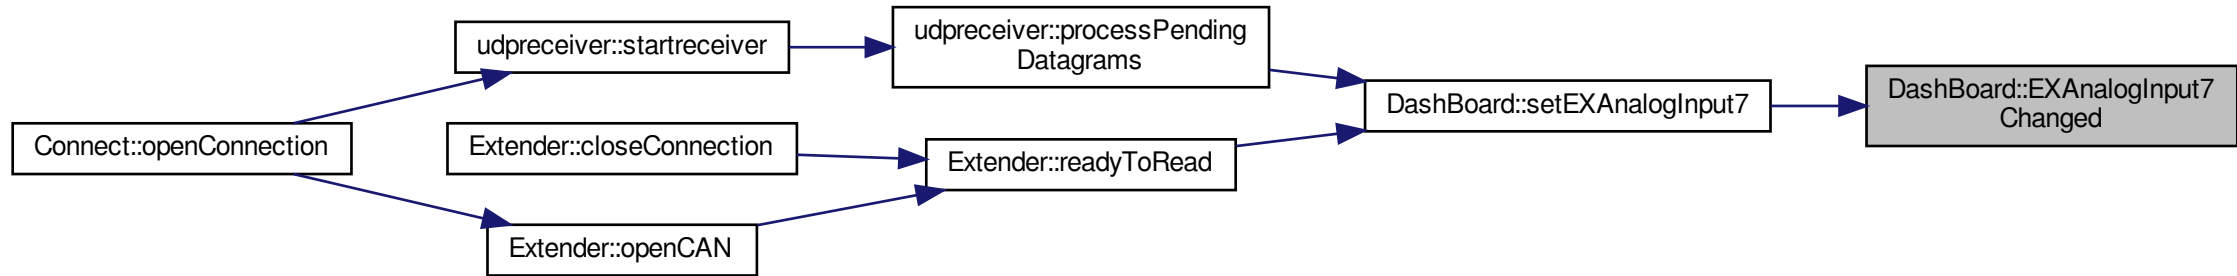 udpreceiver::startreceiver
udpreceiver::processPending
Datagrams
DashBoard::setEXAnalogInput7
DashBoard::EXAnalogInput7
Changed
Connect::openConnection
Extender::closeConnection
Extender::readyToRead
Extender::openCAN